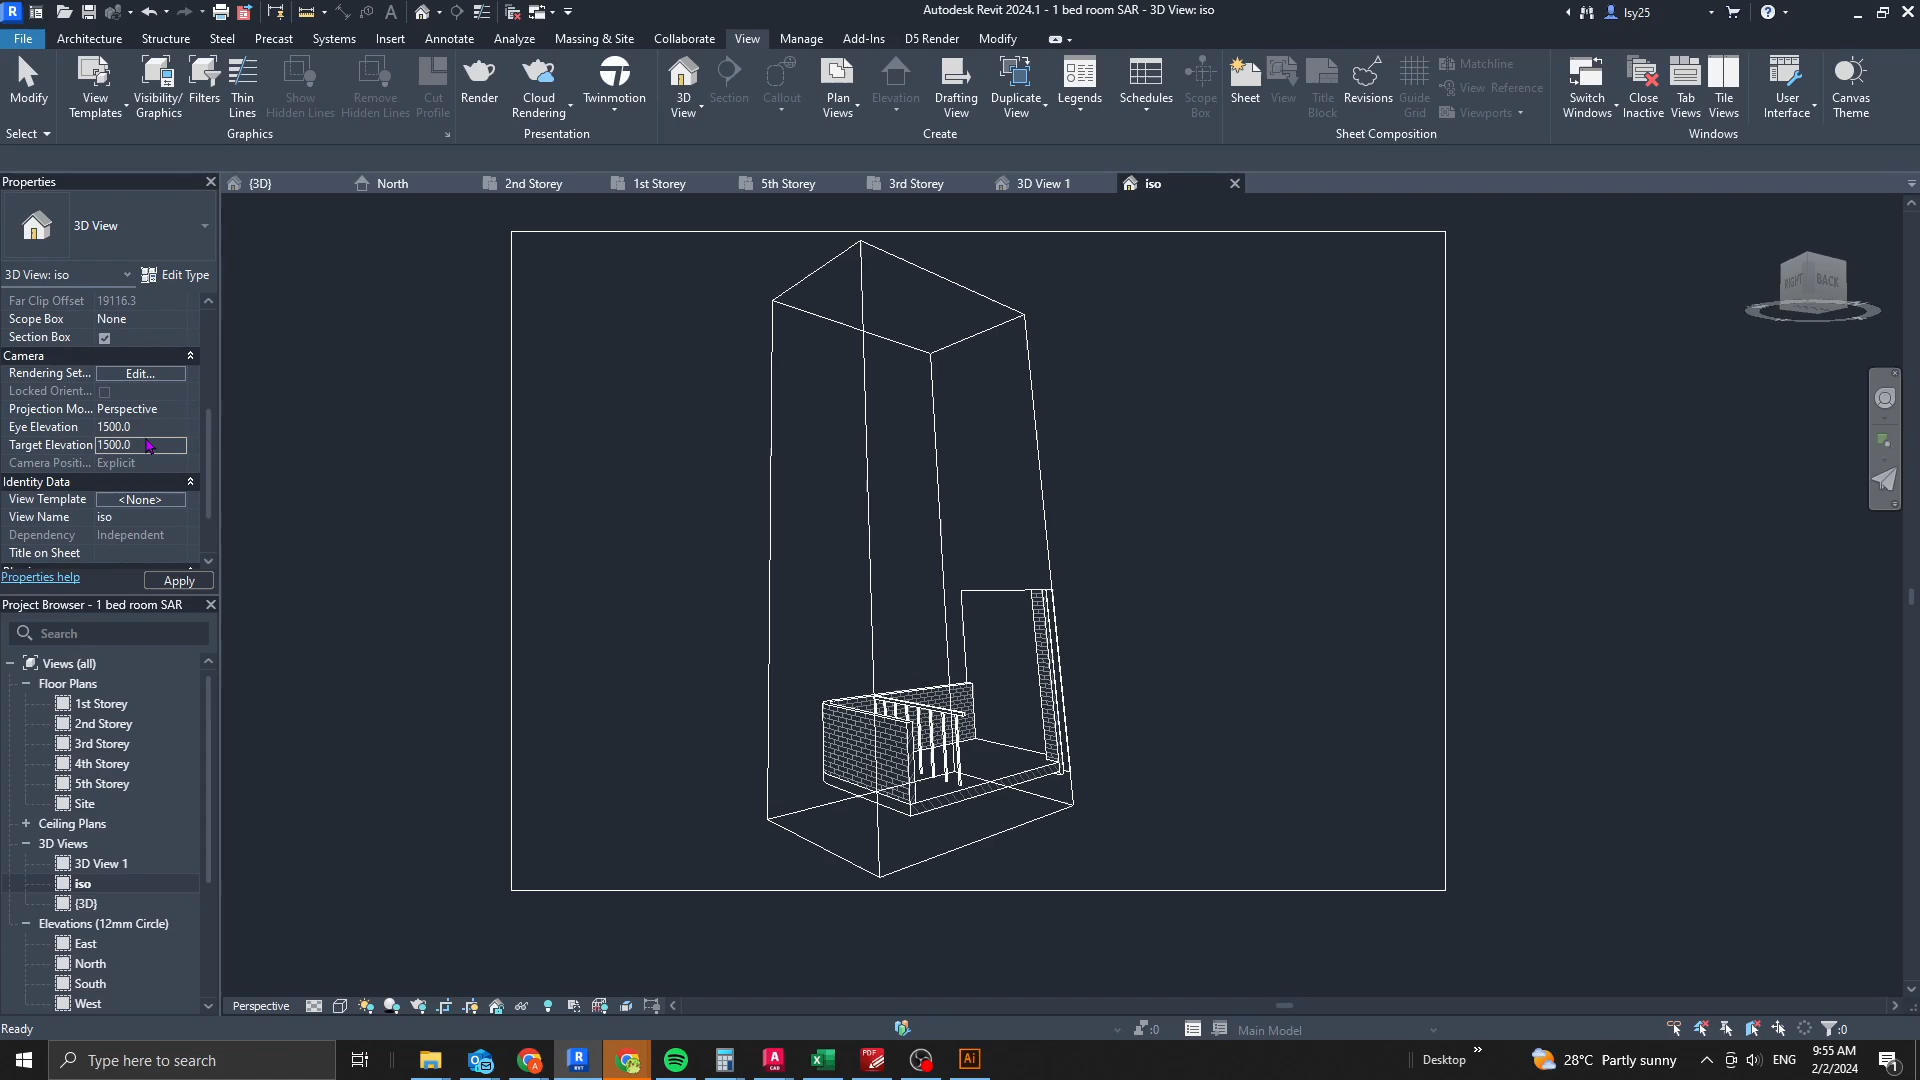 Autodesk Revit 2024.1 - 1 bed room SAR - 3D View: iso
lsy25
File Architecture Structure Steel Precast Systems Insert Annotate Analyze Massing & Site Collaborate View Manage Add-Ins D5 Render Modify
Modify
View Templates
Visibility/ Graphics
Filters
Thin Lines
Show Hidden Lines
Remove Hidden Lines
Cut Profile
Render
Cloud Rendering
Twinmotion
3D View
Section
Callout
Plan Views
Elevation
Drafting View
Duplicate View
Legends
Schedules
Scope Box
Sheet
View
Title Block
Revisions
Guide Grid
Matchline
View Reference
Viewports
Switch Windows
Close Inactive
Tab Views
Tile Views
User Interface
Canvas Theme
Select Graphics Presentation Create Sheet Composition Windows
Properties
{3D} North 2nd Storey 1st Storey 5th Storey 3rd Storey 3D View 1 iso
3D View
3D View: iso Edit Type
Far Clip Offset 19116.3
Scope Box None
Section Box
Camera
Rendering Set... Edit...
Locked Orient...
Projection Mo... Perspective
Eye Elevation 1500.0
Target Elevation 1500.0
Camera Positi... Explicit
Identity Data
View Template <None>
View Name iso
Dependency Independent
Title on Sheet
Properties help Apply
Project Browser - 1 bed room SAR
Search
Views (all)
Floor Plans
1st Storey
2nd Storey
3rd Storey
4th Storey
5th Storey
Site
Ceiling Plans
3D Views
3D View 1
iso
{3D}
Elevations (12mm Circle)
East
North
South
West
RIGHT BACK
Perspective
Ready :0 Main Model :0
Type here to search
Desktop
28°C Partly sunny
ENG
9:55 AM
2/2/2024
1